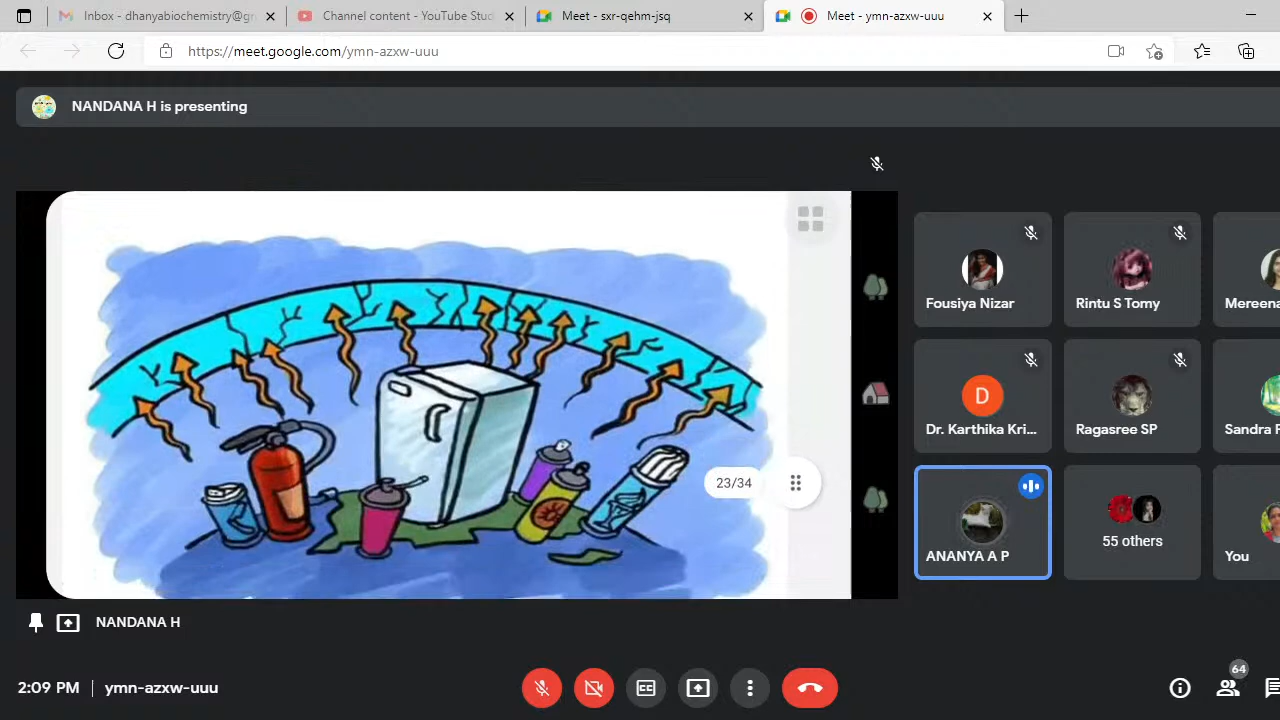 Inbox - dhanyabiochemistry@gm
Channel content - YouTube Stud
Meet - sxr-qehm-jsq
Meet - ymn-azxw-uuu
https://meet.google.com/ymn-azxw-uuu
NANDANA H is presenting
23/34
Fousiya Nizar
Rintu S Tomy
Mereena
D
Dr. Karthika Kri...
Ragasree SP
Sandra
ANANYA A P
55 others
You
NANDANA H
64
2:09 PM
ymn-azxw-uuu
CC